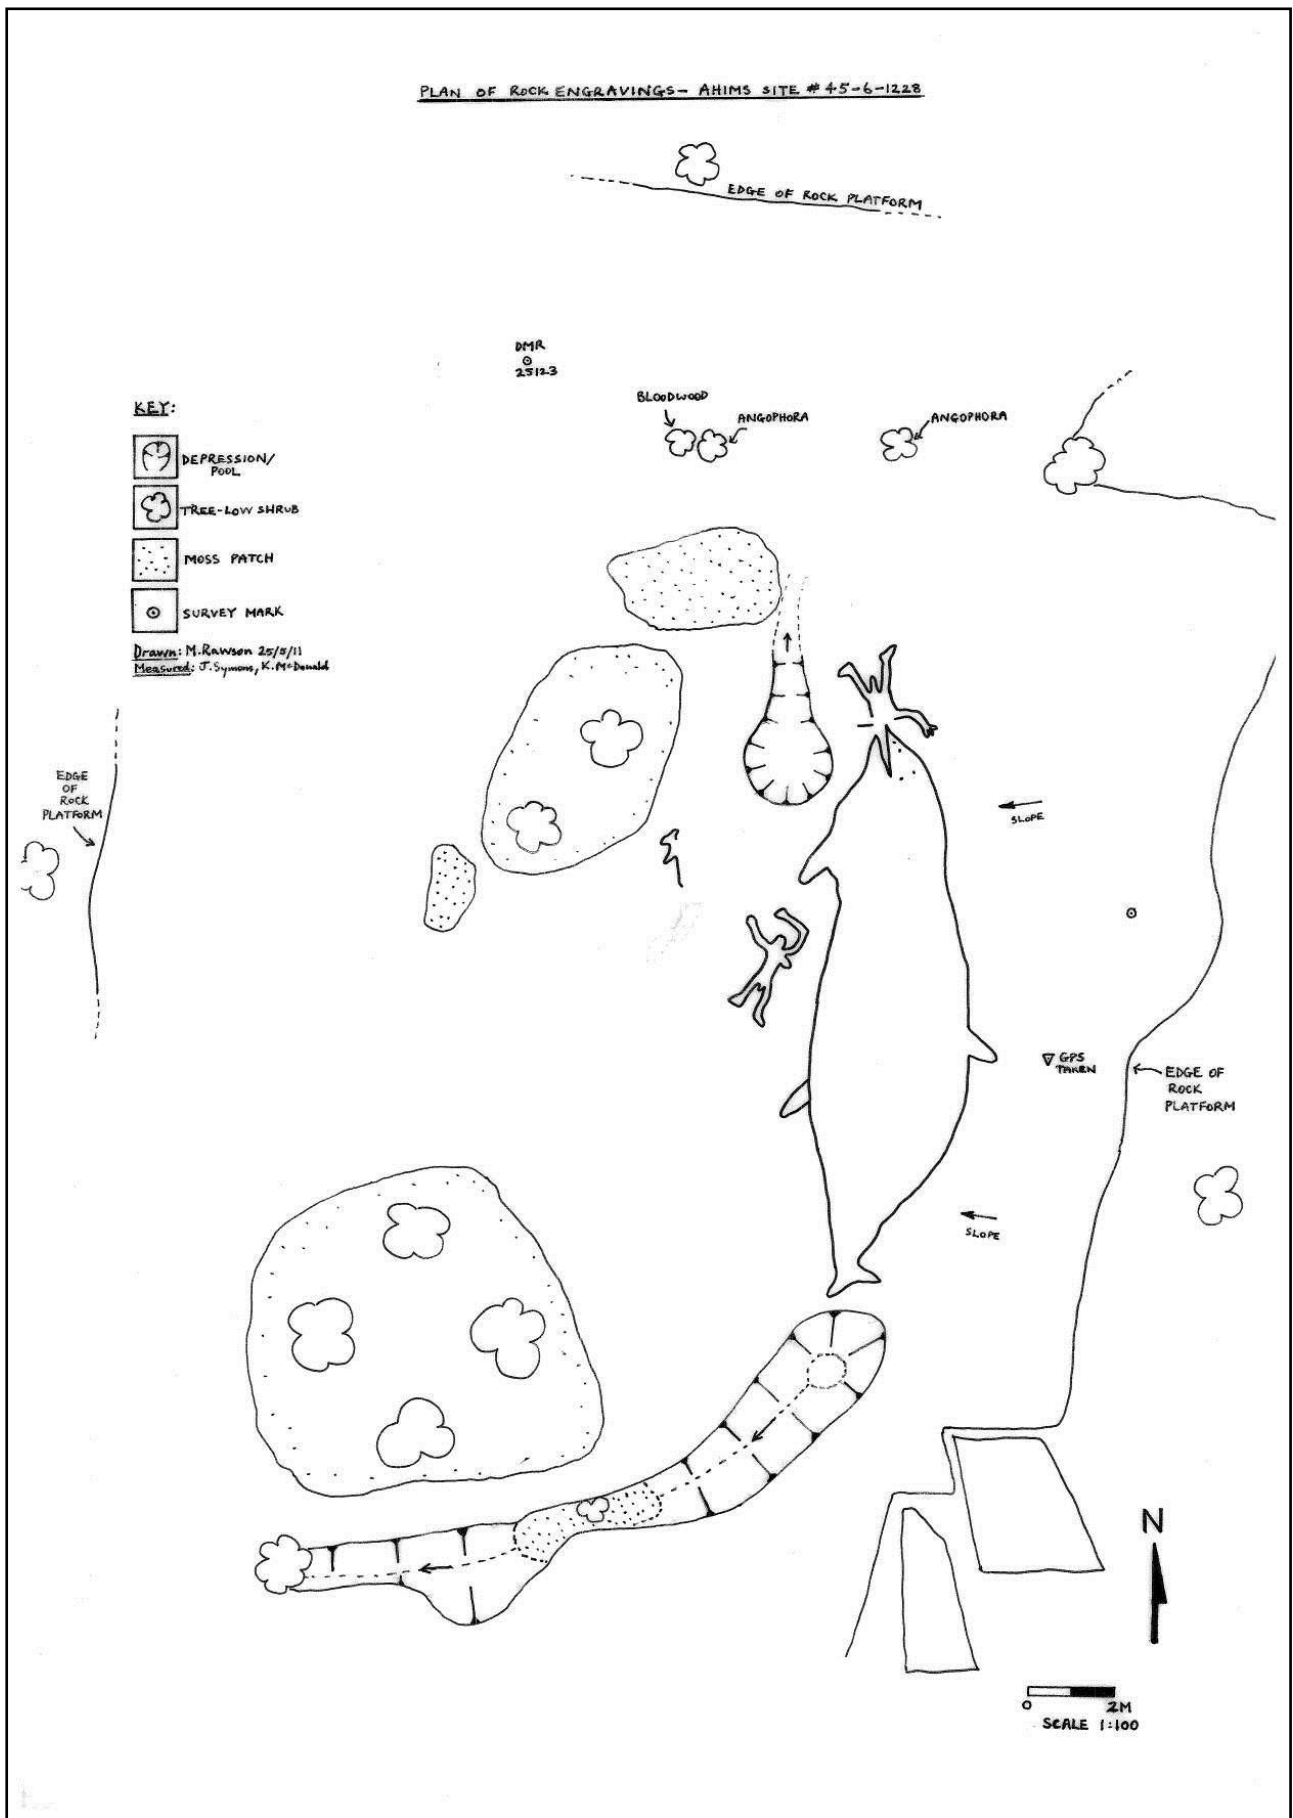 PLAN OF ROCK ENGRAVINGS- AHIMS SITE # 45-6-1228
EDGE OF ROCK PLATFORM
DMR
25123
BLOODWOOD
ANGOPHORA
ANGOPHORA
KEY:
DEPRESSION/
POOL
TREE-LOW SHRUB
MOSS PATCH
SURVEY MARK
Drawn: M.Rawson 25/5/11
Measured: J.Symons, K.McDonald
EDGE
OF
ROCK
PLATFORM
SLOPE
GPS
TAKEN
EDGE OF
ROCK
PLATFORM
SLOPE
N
0 2M
SCALE 1:100